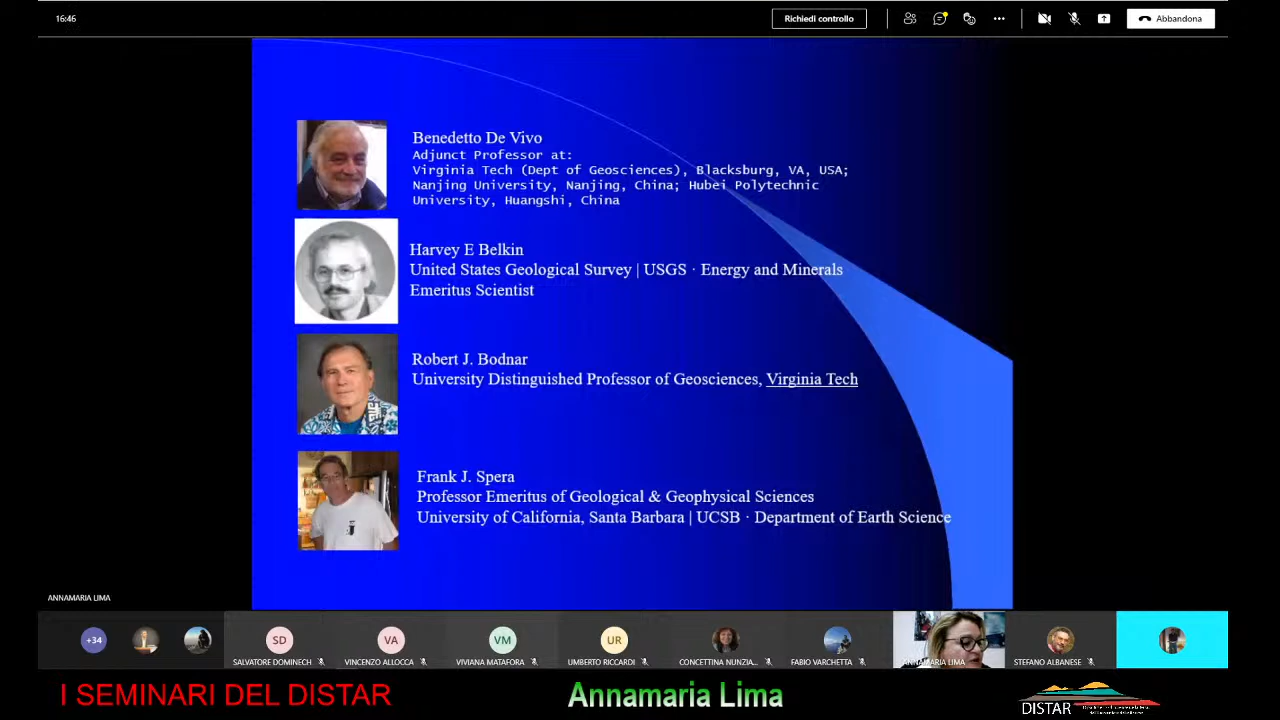 16:46
Richiedi controllo
Abbandona
Benedetto De Vivo
Adjunct Professor at:
Virginia Tech (Dept of Geosciences), Blacksburg, VA, USA;
Nanjing University, Nanjing, China; Hubei Polytechnic
University, Huangshi, China
Harvey E Belkin
United States Geological Survey | USGS · Energy and Minerals
Emeritus Scientist
Robert J. Bodnar
University Distinguished Professor of Geosciences, Virginia Tech
Frank J. Spera
Professor Emeritus of Geological & Geophysical Sciences
University of California, Santa Barbara | UCSB · Department of Earth Science
ANNAMARIA LIMA
+34
SD
VA
VM
UR
SALVATORE DOMINECH
VINCENZO ALLOCCA
VIVIANA MATAFORA
UMBERTO RICCARDI
CONCETTINA NUNZIA...
FABIO VARCHETTA
ANNAMARIA LIMA
STEFANO ALBANESE
I SEMINARI DEL DISTAR
Annamaria Lima
DISTAR